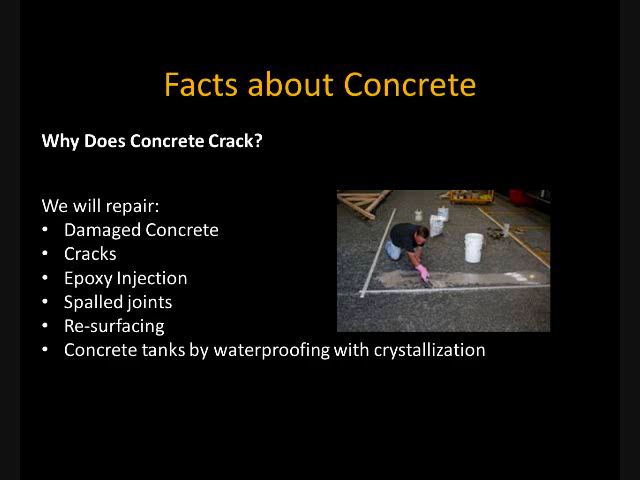 Facts about Concrete
Why Does Concrete Crack?
We will repair:
• Damaged Concrete
• Cracks
• Epoxy Injection
• Spalled joints
• Re-surfacing
• Concrete tanks by waterproofing with crystallization